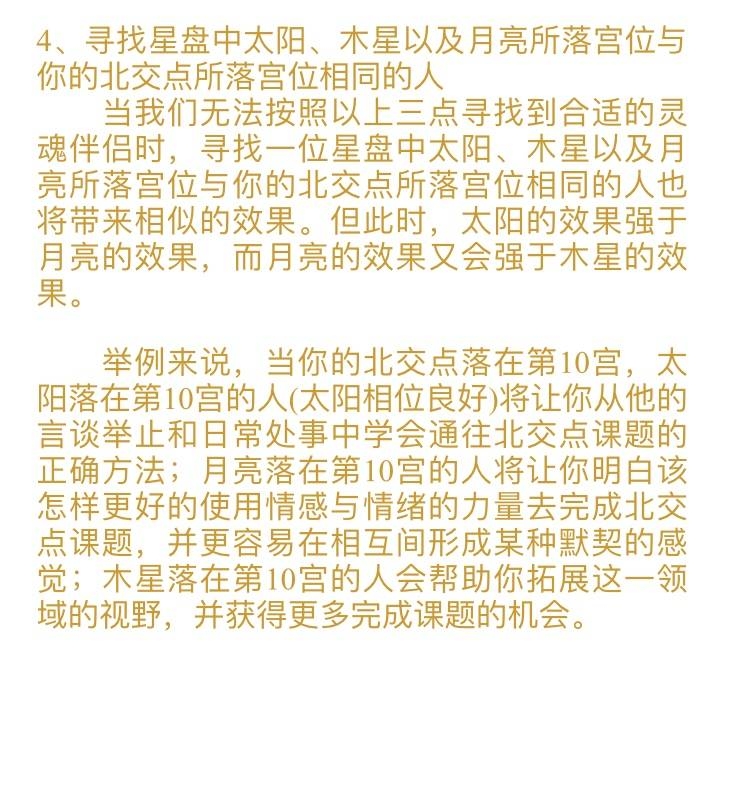 4、寻找星盘中太阳、木星以及月亮所落宫位与
你的北交点所落宫位相同的人
当我们无法按照以上三点寻找到合适的灵
魂伴侣时，寻找一位星盘中太阳、木星以及月
亮所落宫位与你的北交点所落宫位相同的人也
将带来相似的效果。但此时，太阳的效果强于
月亮的效果，而月亮的效果又会强于木星的效
果。
举例来说，当你的北交点落在第10宫，太
阳落在第10宫的人(太阳相位良好)将让你从他的
言谈举止和日常处事中学会通往北交点课题的
正确方法；月亮落在第10宫的人将让你明白该
怎样更好的使用情感与情绪的力量去完成北交
点课题，并更容易在相互间形成某种默契的感
觉；木星落在第10宫的人会帮助你拓展这一领
域的视野，并获得更多完成课题的机会。